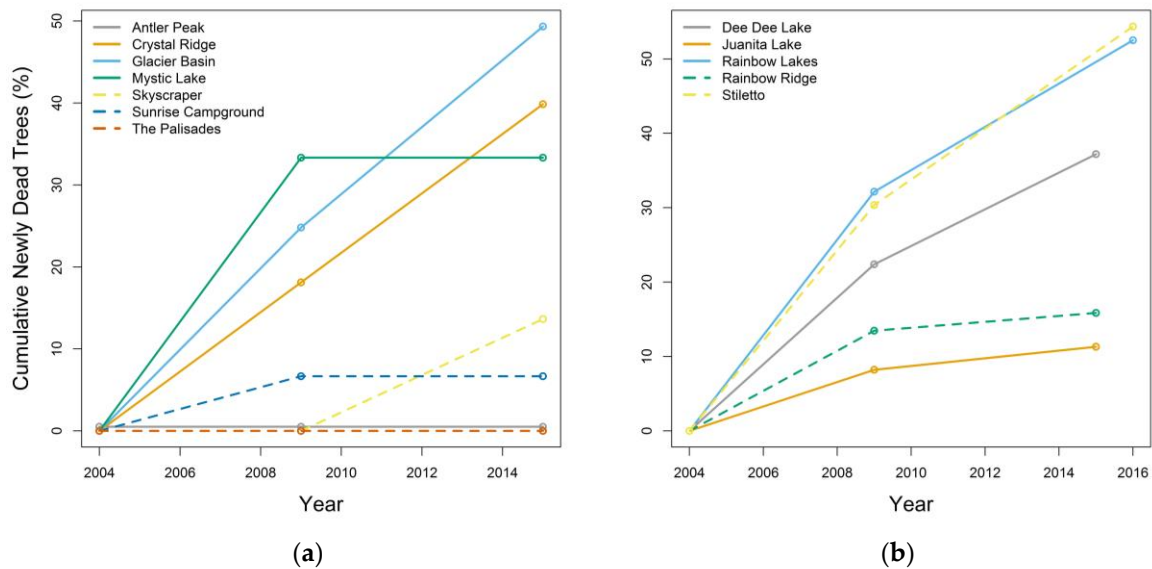 Cumulative Newly Dead Trees (%)
50
40
30
20
10
0
Antler Peak
Crystal Ridge
Glacier Basin
Mystic Lake
Skyscraper
Sunrise Campground
The Palisades
2004 2006 2008 2010 2012 2014
Year
(a)
50
40
30
20
10
0
Dee Dee Lake
Juanita Lake
Rainbow Lakes
Rainbow Ridge
Stiletto
2004 2006 2008 2010 2012 2014 2016
Year
(b)